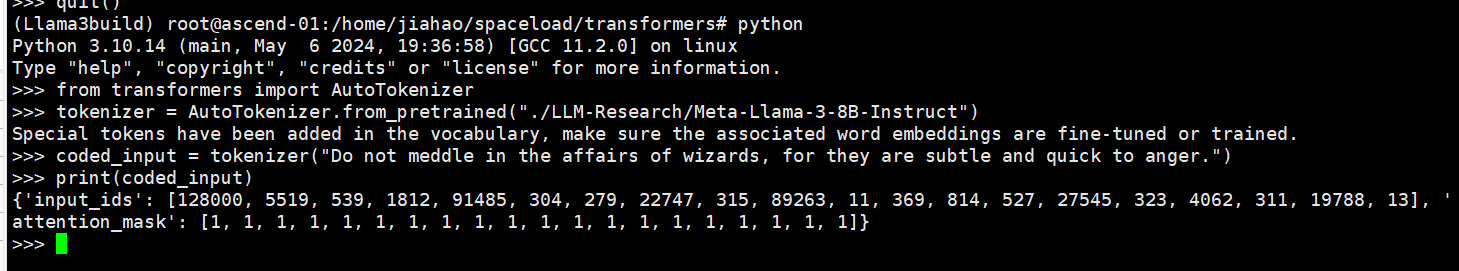 >>> quit()
(Llama3build) root@ascend-01:/home/jiahao/spaceload/transformers# python
Python 3.10.14 (main, May  6 2024, 19:36:58) [GCC 11.2.0] on linux
Type "help", "copyright", "credits" or "license" for more information.
>>> from transformers import AutoTokenizer
>>> tokenizer = AutoTokenizer.from_pretrained("./LLM-Research/Meta-Llama-3-8B-Instruct")
Special tokens have been added in the vocabulary, make sure the associated word embeddings are fine-tuned or trained.
>>> coded_input = tokenizer("Do not meddle in the affairs of wizards, for they are subtle and quick to anger.")
>>> print(coded_input)
{'input_ids': [128000, 5519, 539, 1812, 91485, 304, 279, 22747, 315, 89263, 11, 369, 814, 527, 27545, 323, 4062, 311, 19788, 13], '
attention_mask': [1, 1, 1, 1, 1, 1, 1, 1, 1, 1, 1, 1, 1, 1, 1, 1, 1, 1, 1, 1]}
>>>